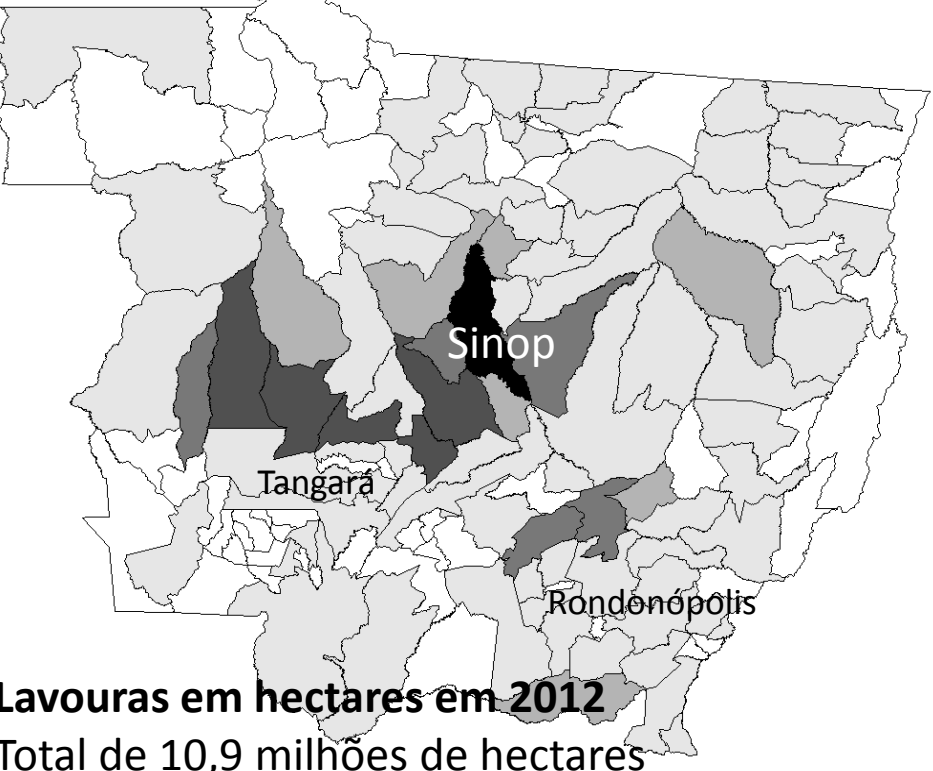 Sinop
Tangará
Rondonópolis
Lavouras em hectares em 2012
Total de 10,9 milhões de hectares